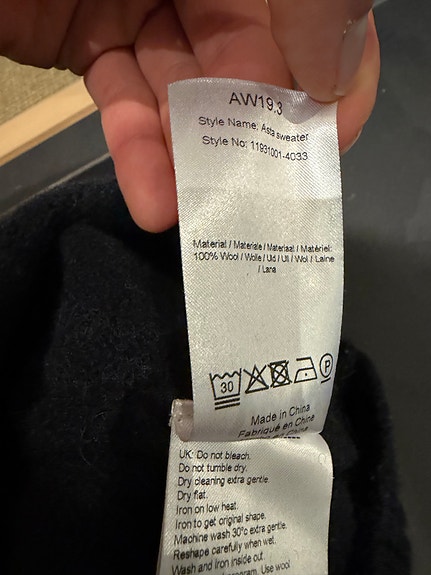 AW19.3
Style Name: Asta sweater
Style No: 11931001-4033
Material / Materiale / Materiaal / Matériel:
100% Wool / Wolle / Uld / Ull / Wol / Laine
/ Lana
30
P
Made in China
Fabriqué en Chine
UK: Do not bleach.
Do not tumble dry.
Dry cleaning extra gentle.
Dry flat.
Iron on low heat.
Iron to get original shape.
Machine wash 30°c extra gentle.
Reshape carefully when wet.
Wash and Iron inside out.
Use wool